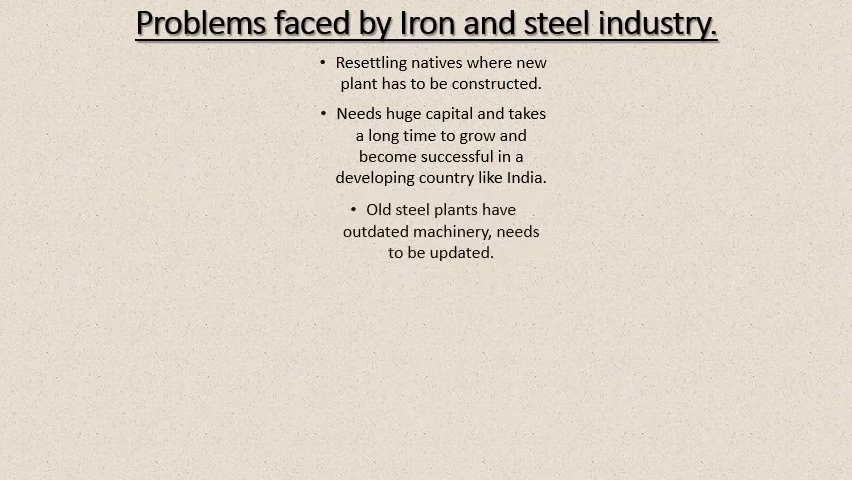 Problems faced by Iron and steel industry.
• Resettling natives where new
plant has to be constructed.
• Needs huge capital and takes
a long time to grow and
become successful in a
developing country like India.
• Old steel plants have
outdated machinery, needs
to be updated.